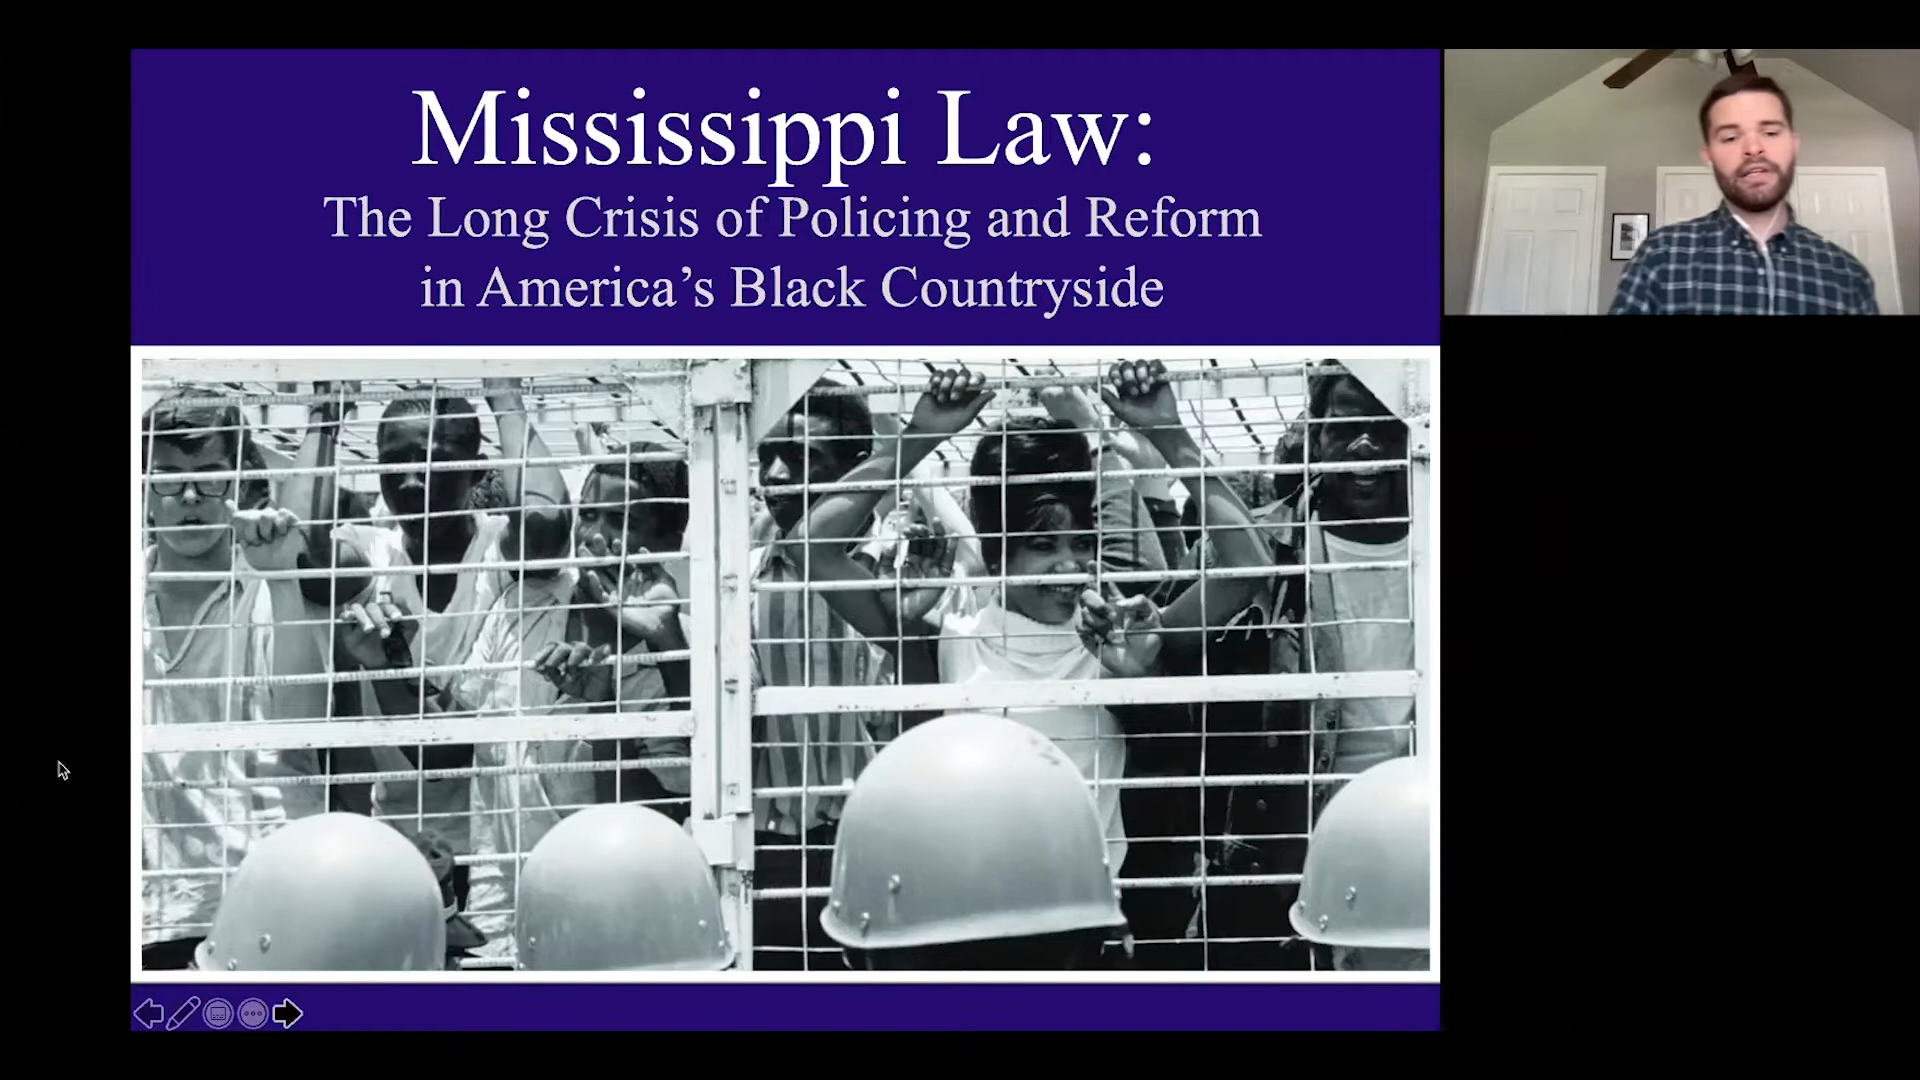 Mississippi Law:
The Long Crisis of Policing and Reform
in America’s Black Countryside